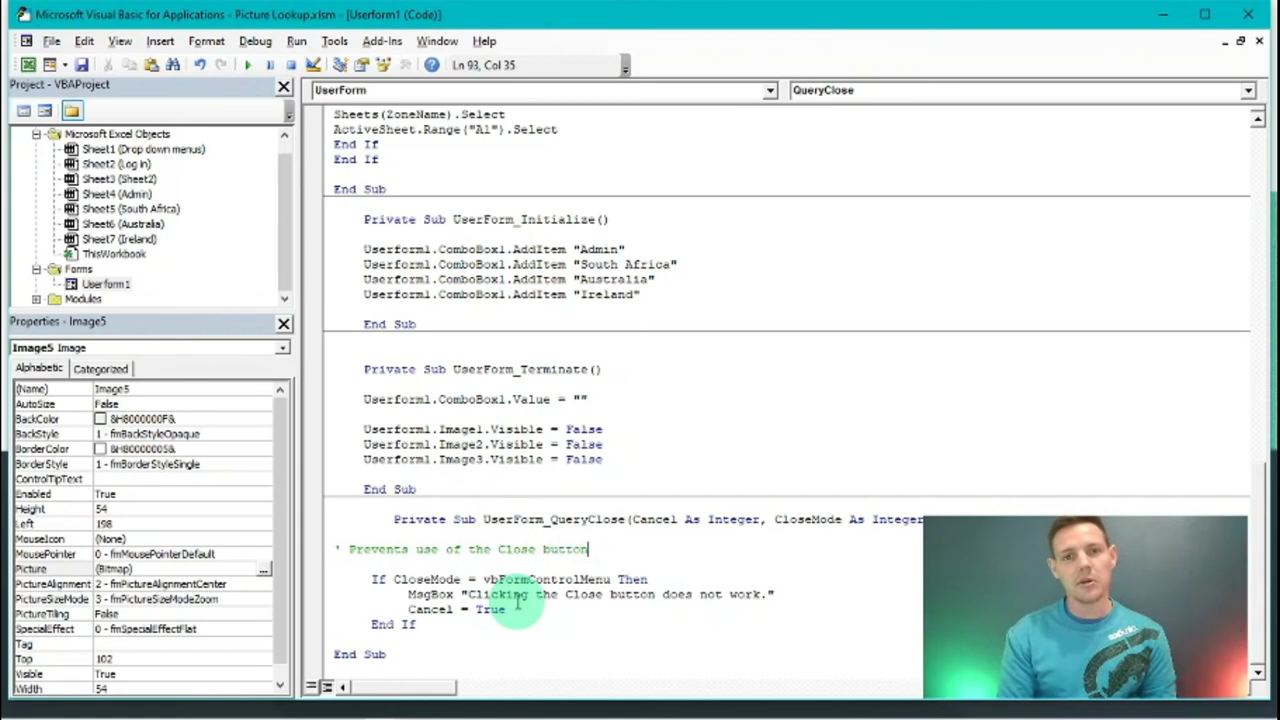 Microsoft Visual Basic for Applications - Picture Lookup.xlsm - [Userform1 (Code)]
File Edit View Insert Format Debug Run Tools Add-Ins Window Help
Ln 93, Col 35
Project - VBAProject
Microsoft Excel Objects
Sheet1 (Drop down menus)
Sheet2 (Log in)
Sheet3 (Sheet2)
Sheet4 (Admin)
Sheet5 (South Africa)
Sheet6 (Australia)
Sheet7 (Ireland)
ThisWorkbook
Forms
Userform1
Modules
Properties - Image5
Image5 Image
Alphabetic Categorized
(Name) Image5
AutoSize False
BackColor &H8000000F&
BackStyle 1 - fmBackStyleOpaque
BorderColor &H80000005&
BorderStyle 1 - fmBorderStyleSingle
ControlTipText
Enabled True
Height 54
Left 198
MouseIcon (None)
MousePointer 0 - fmMousePointerDefault
Picture (Bitmap) ...
PictureAlignment 2 - fmPictureAlignmentCenter
PictureSizeMode 3 - fmPictureSizeModeZoom
PictureTiling False
SpecialEffect 0 - fmSpecialEffectFlat
Tag
Top 102
Visible True
Width 54
UserForm QueryClose
Sheets(ZoneName).Select
ActiveSheet.Range("A1").Select
End If
End If
End Sub
Private Sub UserForm_Initialize()
Userform1.ComboBox1.AddItem "Admin"
Userform1.ComboBox1.AddItem "South Africa"
Userform1.ComboBox1.AddItem "Australia"
Userform1.ComboBox1.AddItem "Ireland"
End Sub
Private Sub UserForm_Terminate()
Userform1.ComboBox1.Value = ""
Userform1.Image1.Visible = False
Userform1.Image2.Visible = False
Userform1.Image3.Visible = False
End Sub
Private Sub UserForm_QueryClose(Cancel As Integer, CloseMode As Integer
' Prevents use of the Close button
If CloseMode = vbFormControlMenu Then
MsgBox "Clicking the Close button does not work."
Cancel = True
End If
End Sub